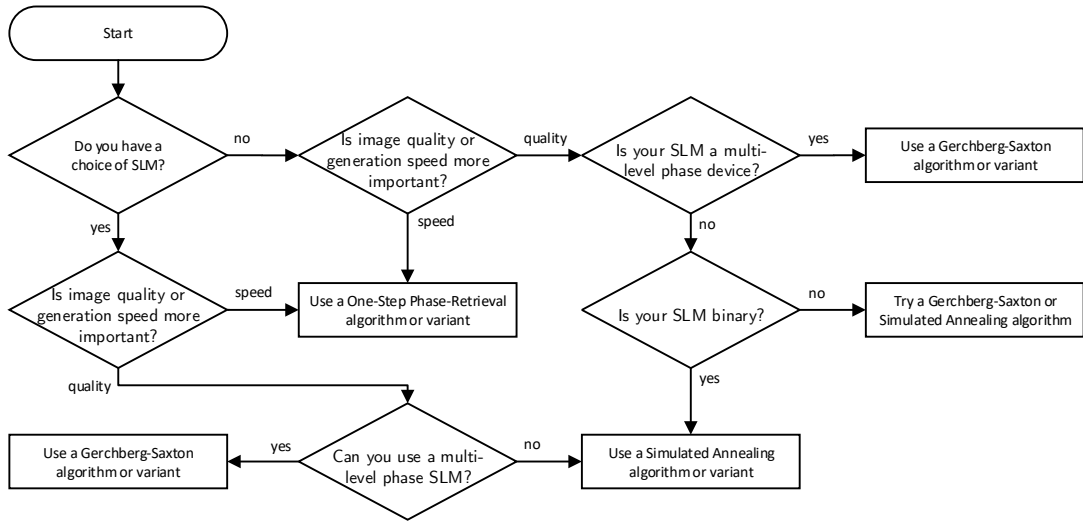 Start
Do you have a
choice of SLM?
no
Is image quality or
generation speed more
important?
quality
Is your SLM a multi-
level phase device?
yes
Use a Gerchberg-Saxton
algorithm or variant
yes
speed
no
Is image quality or
generation speed more
important?
speed
Use a One-Step Phase-Retrieval
algorithm or variant
Is your SLM binary?
no
Try a Gerchberg-Saxton or
Simulated Annealing algorithm
quality
yes
Use a Gerchberg-Saxton
algorithm or variant
yes
Can you use a multi-
level phase SLM?
no
Use a Simulated Annealing
algorithm or variant